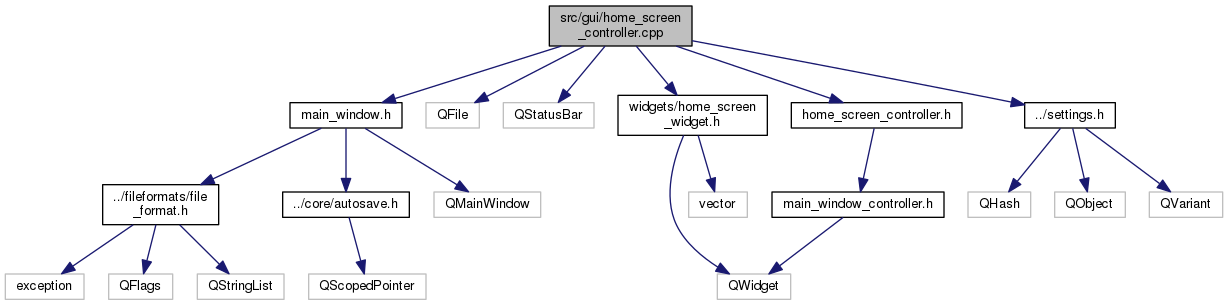 src/gui/home_screen
_controller.cpp
main_window.h
QFile
QStatusBar
widgets/home_screen
_widget.h
home_screen_controller.h
../settings.h
../fileformats/file
_format.h
../core/autosave.h
QMainWindow
vector
main_window_controller.h
QHash
QObject
QVariant
exception
QFlags
QStringList
QScopedPointer
QWidget